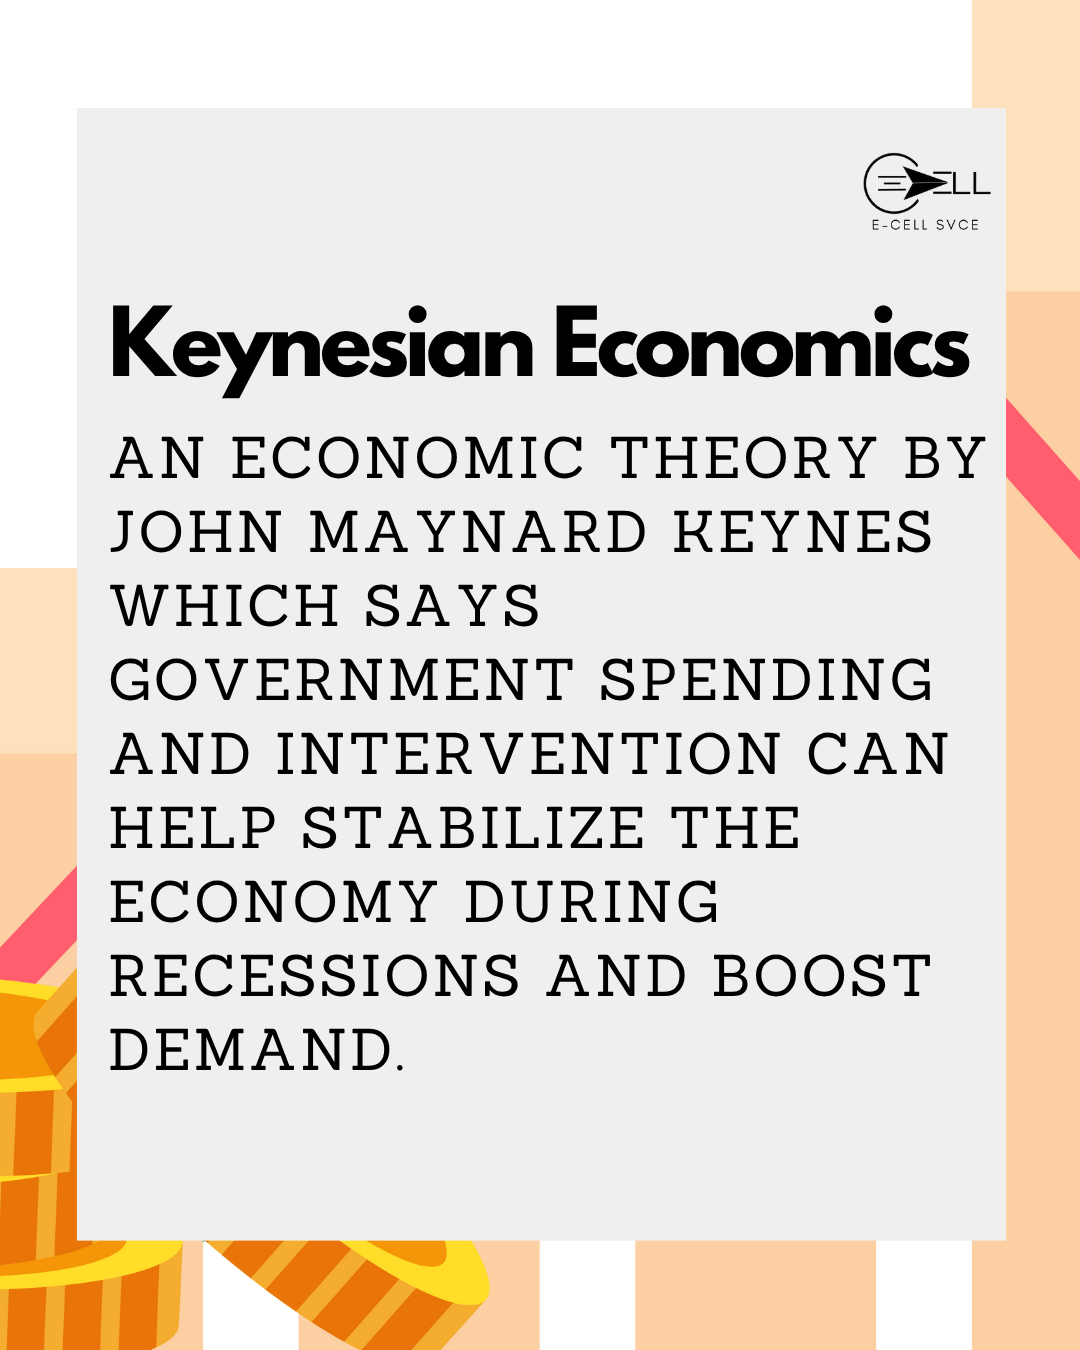 ELL
E-CELL SVCE
Keynesian Economics
AN ECONOMIC THEORY BY
JOHN MAYNARD KEYNES
WHICH SAYS
GOVERNMENT SPENDING
AND INTERVENTION CAN
HELP STABILIZE THE
ECONOMY DURING
RECESSIONS AND BOOST
DEMAND.